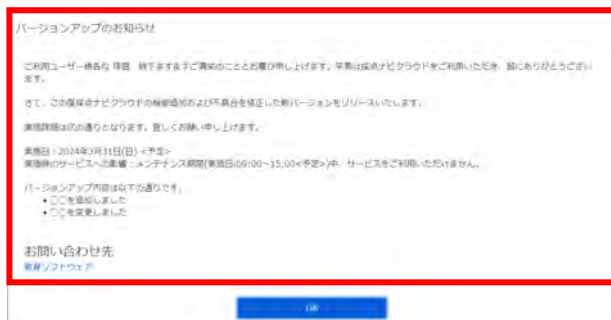 バージョンアップのお知らせ
ご利用ユーザー様各位 拝啓 時下ますますご清栄のこととお慶び申し上げます。平素は採点ナビクラウドをご利用いただき、誠にありがとうござい
ます。
さて、この度採点ナビクラウドの機能追加および不具合を修正した新バージョンをリリースいたします。
実施詳細は次の通りとなります。宜しくお願い申し上げます。
実施日：2024年3月31日(日) <予定>
実施時のサービスへの影響：メンテナンス期間(実施日の9:00~15:00<予定>)中、サービスをご利用いただけません。
バージョンアップ内容は以下の通りです。
• 〇〇を追加しました
• 〇〇を変更しました
お問い合わせ先
教育ソフトウェア
OK